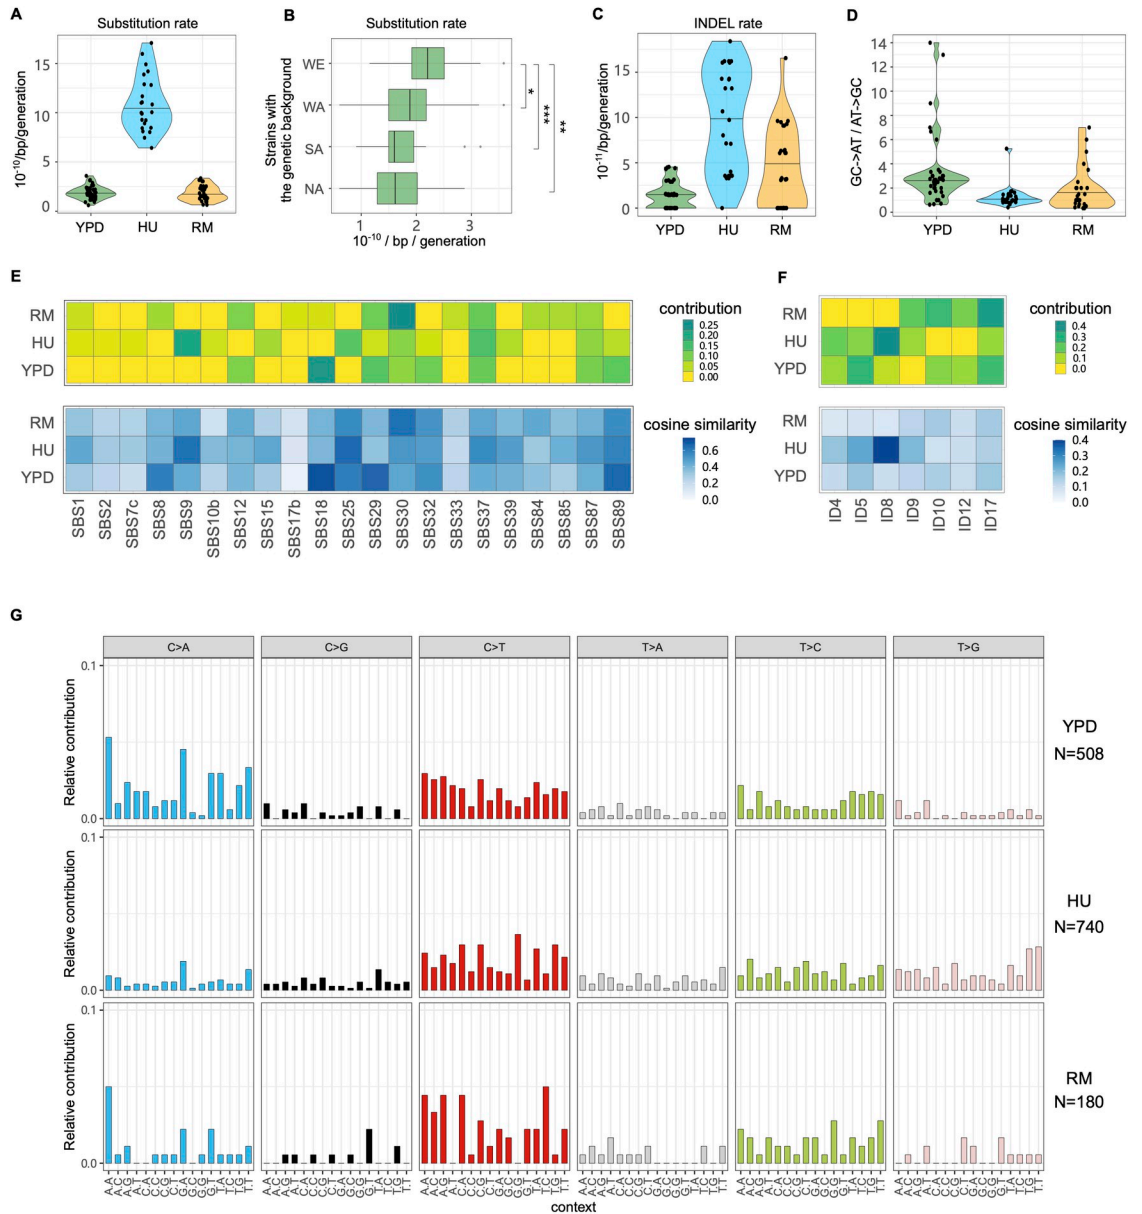 A
Substitution rate
10⁻¹⁰/bp/generation
15
10
5
0
YPD HU RM
B
Substitution rate
Strains with
the genetic background
WE
WA
SA
NA
*
***
**
1 2 3
10⁻¹⁰ / bp / generation
C
INDEL rate
10⁻¹¹/bp/generation
15
10
5
0
YPD HU RM
D
GC->AT / AT->GC
14
12
10
8
6
4
2
0
YPD HU RM
E
RM
HU
YPD
contribution
0.25
0.20
0.15
0.10
0.05
0.00
RM
HU
YPD
cosine similarity
0.6
0.4
0.2
0.0
SBS1 SBS2 SBS7c SBS8 SBS9 SBS10b SBS12 SBS15 SBS17b SBS18 SBS25 SBS29 SBS30 SBS32 SBS33 SBS37 SBS39 SBS84 SBS85 SBS87 SBS89
F
RM
HU
YPD
contribution
0.4
0.3
0.2
0.1
0.0
RM
HU
YPD
cosine similarity
0.4
0.3
0.2
0.1
0.0
ID4 ID5 ID8 ID9 ID10 ID12 ID17
G
C>A C>G C>T T>A T>C T>G
Relative contribution
0.1
0.0
YPD
N=508
Relative contribution
0.1
0.0
HU
N=740
Relative contribution
0.1
0.0
RM
N=180
A.A A.C A.G A.T C.A C.C C.G C.T G.A G.C G.G G.T T.A T.C T.G T.T A.A A.C A.G A.T C.A C.C C.G C.T G.A G.C G.G G.T T.A T.C T.G T.T A.A A.C A.G A.T C.A C.C C.G C.T G.A G.C G.G G.T T.A T.C T.G T.T A.A A.C A.G A.T C.A C.C C.G C.T G.A G.C G.G G.T T.A T.C T.G T.T A.A A.C A.G A.T C.A C.C C.G C.T G.A G.C G.G G.T T.A T.C T.G T.T A.A A.C A.G A.T C.A C.C C.G C.T G.A G.C G.G G.T T.A T.C T.G T.T
context